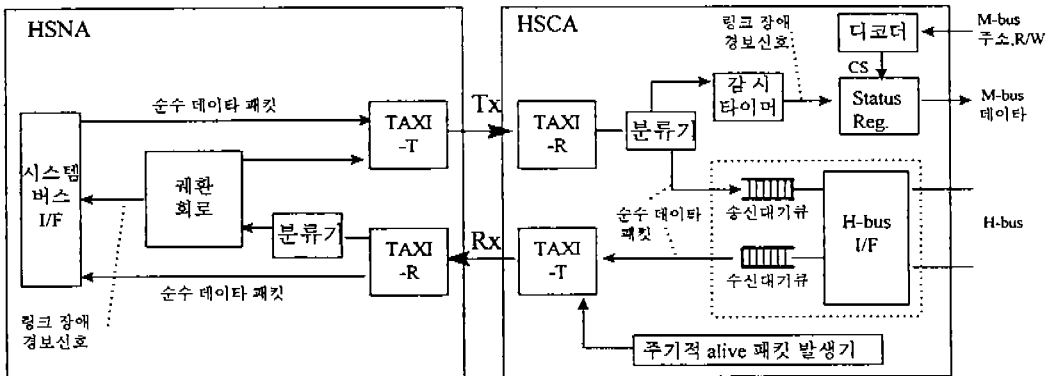 HSNA
순수 데이타 패킷
TAXI
-T
시스템
버스
I/F
궤환
회로
분류기
TAXI
-R
순수 데이타 패킷
링크 장애
경보신호
Tx
Rx
HSCA
링크 장애
경보신호
디코더
M-bus
주소,R/W
CS
감 시
타이머
Status
Reg.
M-bus
데이타
TAXI
-R
분류기
순수 데이타
패킷
송신대기큐
H-bus
I/F
H-bus
TAXI
-T
수신대기큐
주기적 alive 패킷 발생기